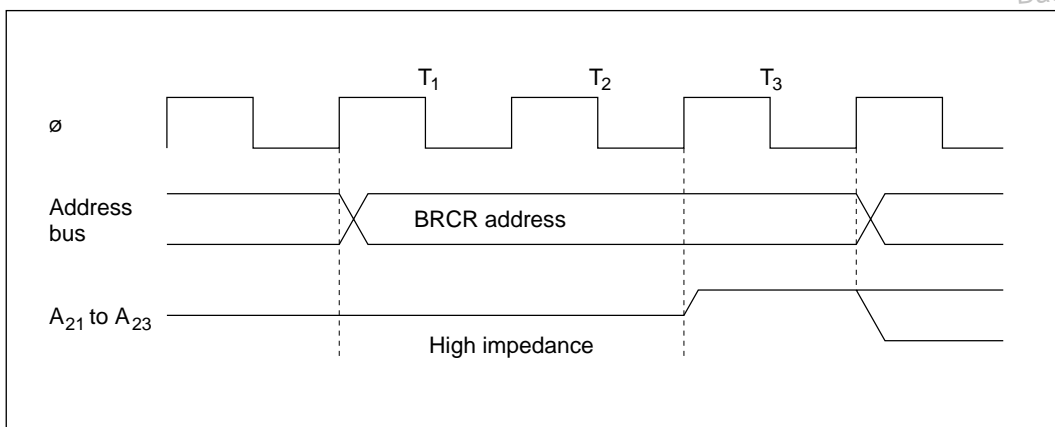 T1 T2 T3
ø
Address
bus
BRCR address
A21 to A23
High impedance